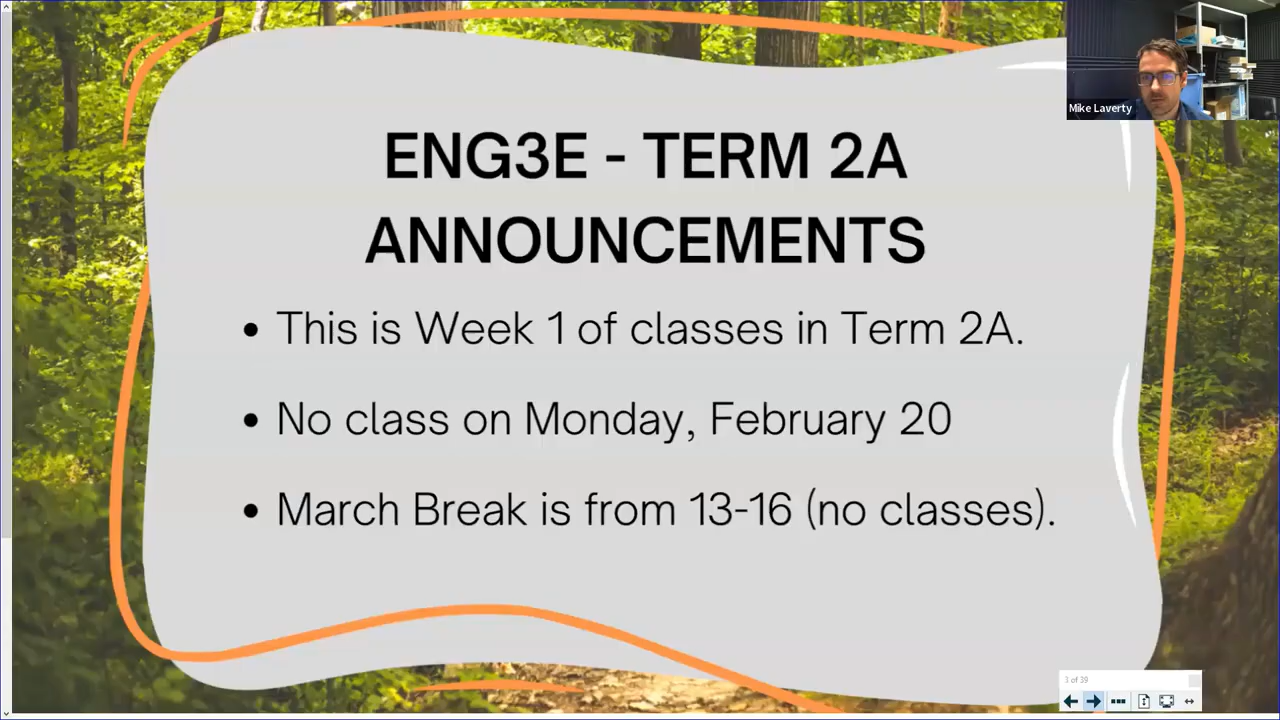 Mike Laverty
ENG3E - TERM 2A
ANNOUNCEMENTS
• This is Week 1 of classes in Term 2A.
• No class on Monday, February 20
• March Break is from 13-16 (no classes).
3 of 39